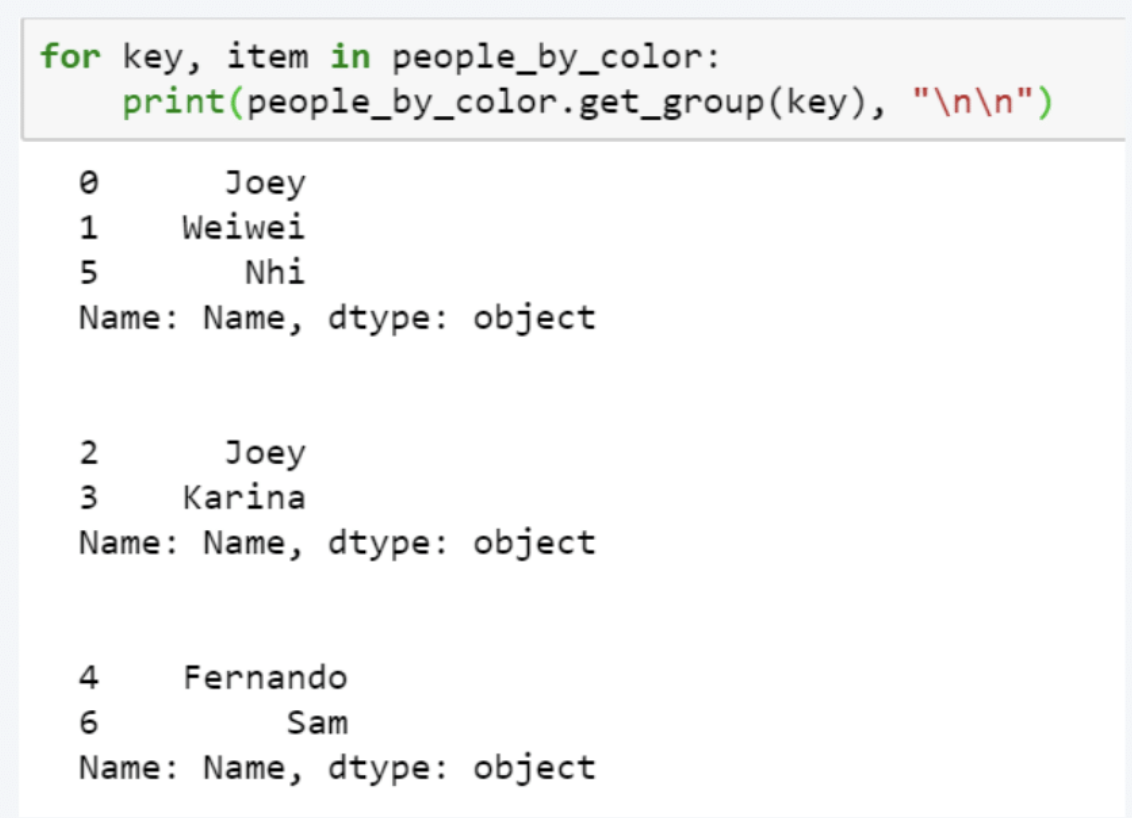 for key, item in people_by_color:
    print(people_by_color.get_group(key), "\n\n")
0      Joey
1    Weiwei
5       Nhi
Name: Name, dtype: object
2      Joey
3    Karina
Name: Name, dtype: object
4    Fernando
6         Sam
Name: Name, dtype: object